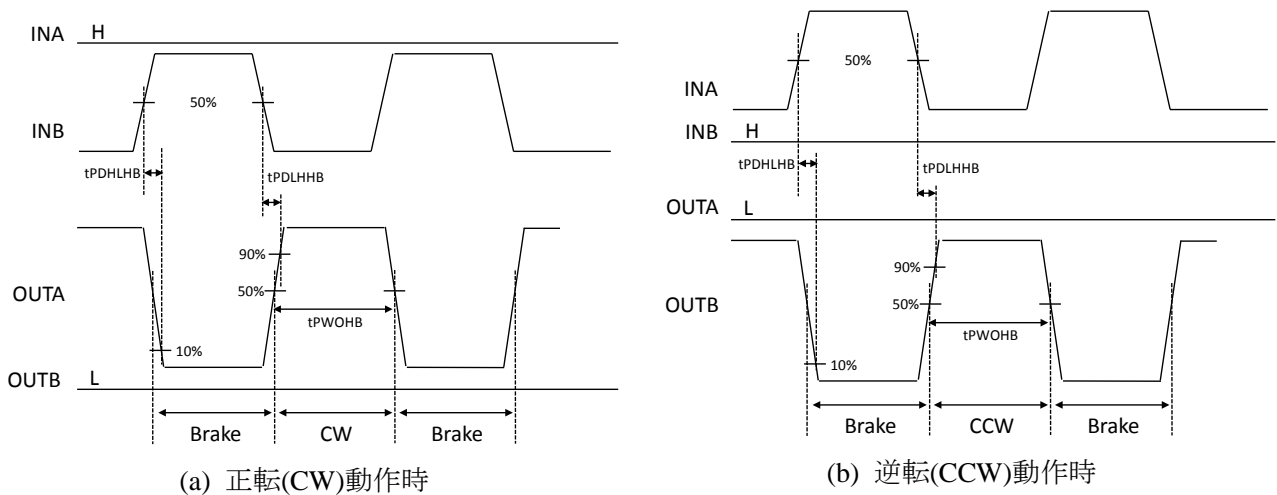 INA
H
50%
INB
tPDHLHB
tPDLHHB
90%
OUTA
50%
tPWOHB
10%
OUTB
L
Brake
CW
Brake
(a) 正転(CW)動作時
50%
INA
INB
H
tPDHLHB
tPDLHHB
OUTA
L
90%
OUTB
50%
tPWOHB
10%
Brake
CCW
Brake
(b) 逆転(CCW)動作時